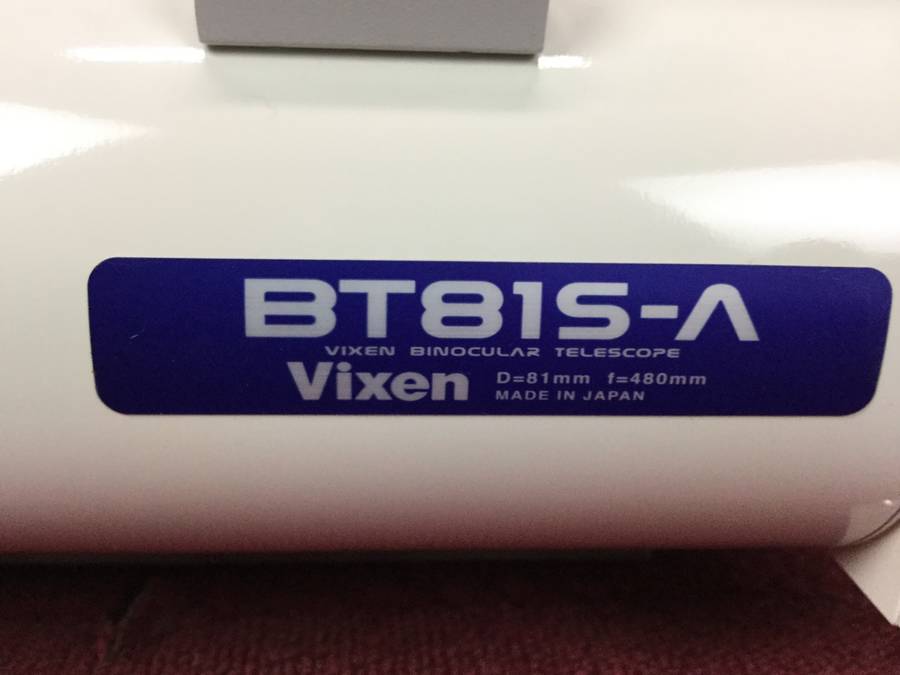 BT81S-A
VIXEN BINOCULAR TELESCOPE
Vixen D=81mm f=480mm
MADE IN JAPAN